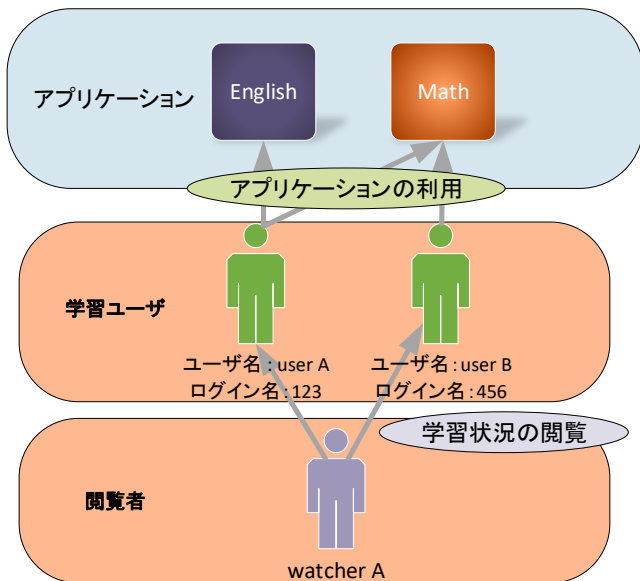 アプリケーション
English
Math
アプリケーションの利用
学習ユーザ
ユーザ名：user A
ログイン名：123
ユーザ名：user B
ログイン名：456
学習状況の閲覧
閲覧者
watcher A